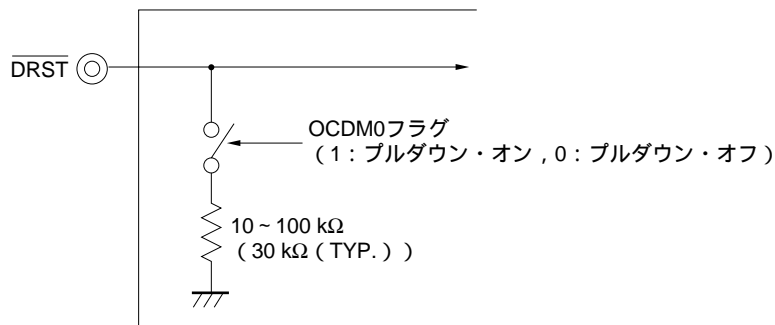 DRST
OCDM0フラグ
（1：プルダウン・オン，0：プルダウン・オフ）
10～100 kΩ
（30 kΩ（TYP.））